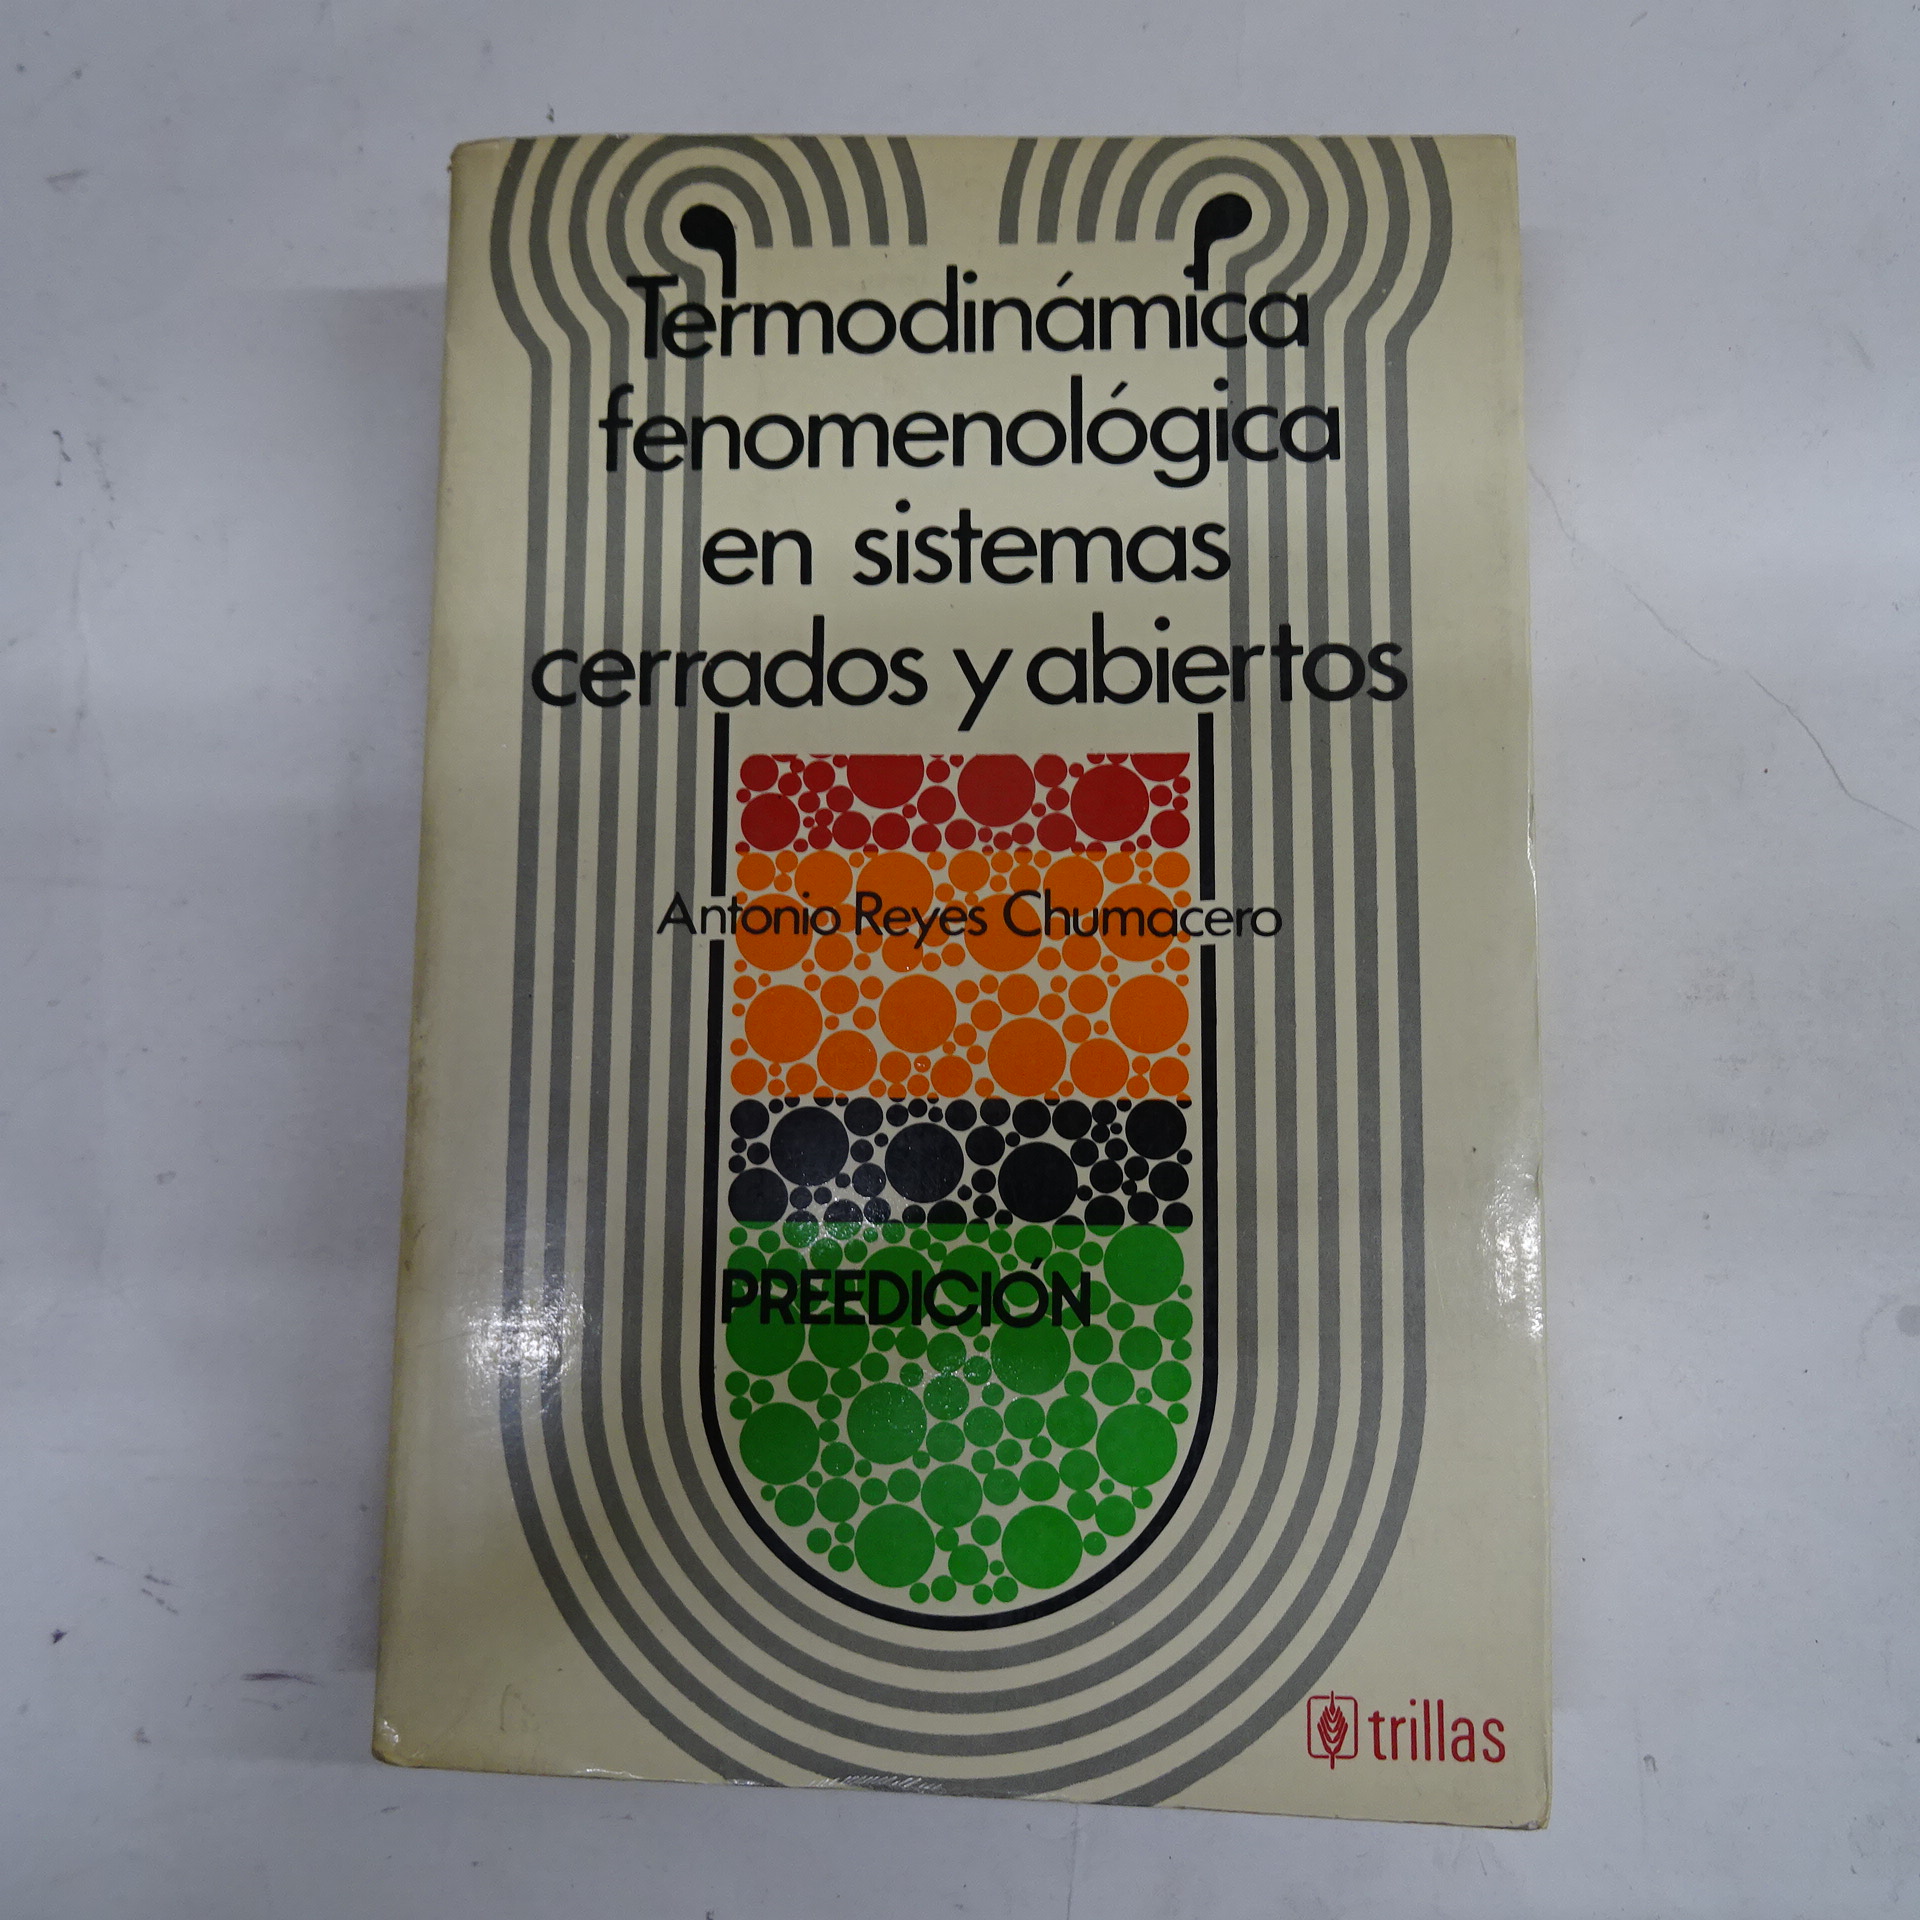 Termodinámica
fenomenológica
en sistemas
cerrados y abiertos
Antonio Reyes Chumacero
PREEDICIÓN
trillas